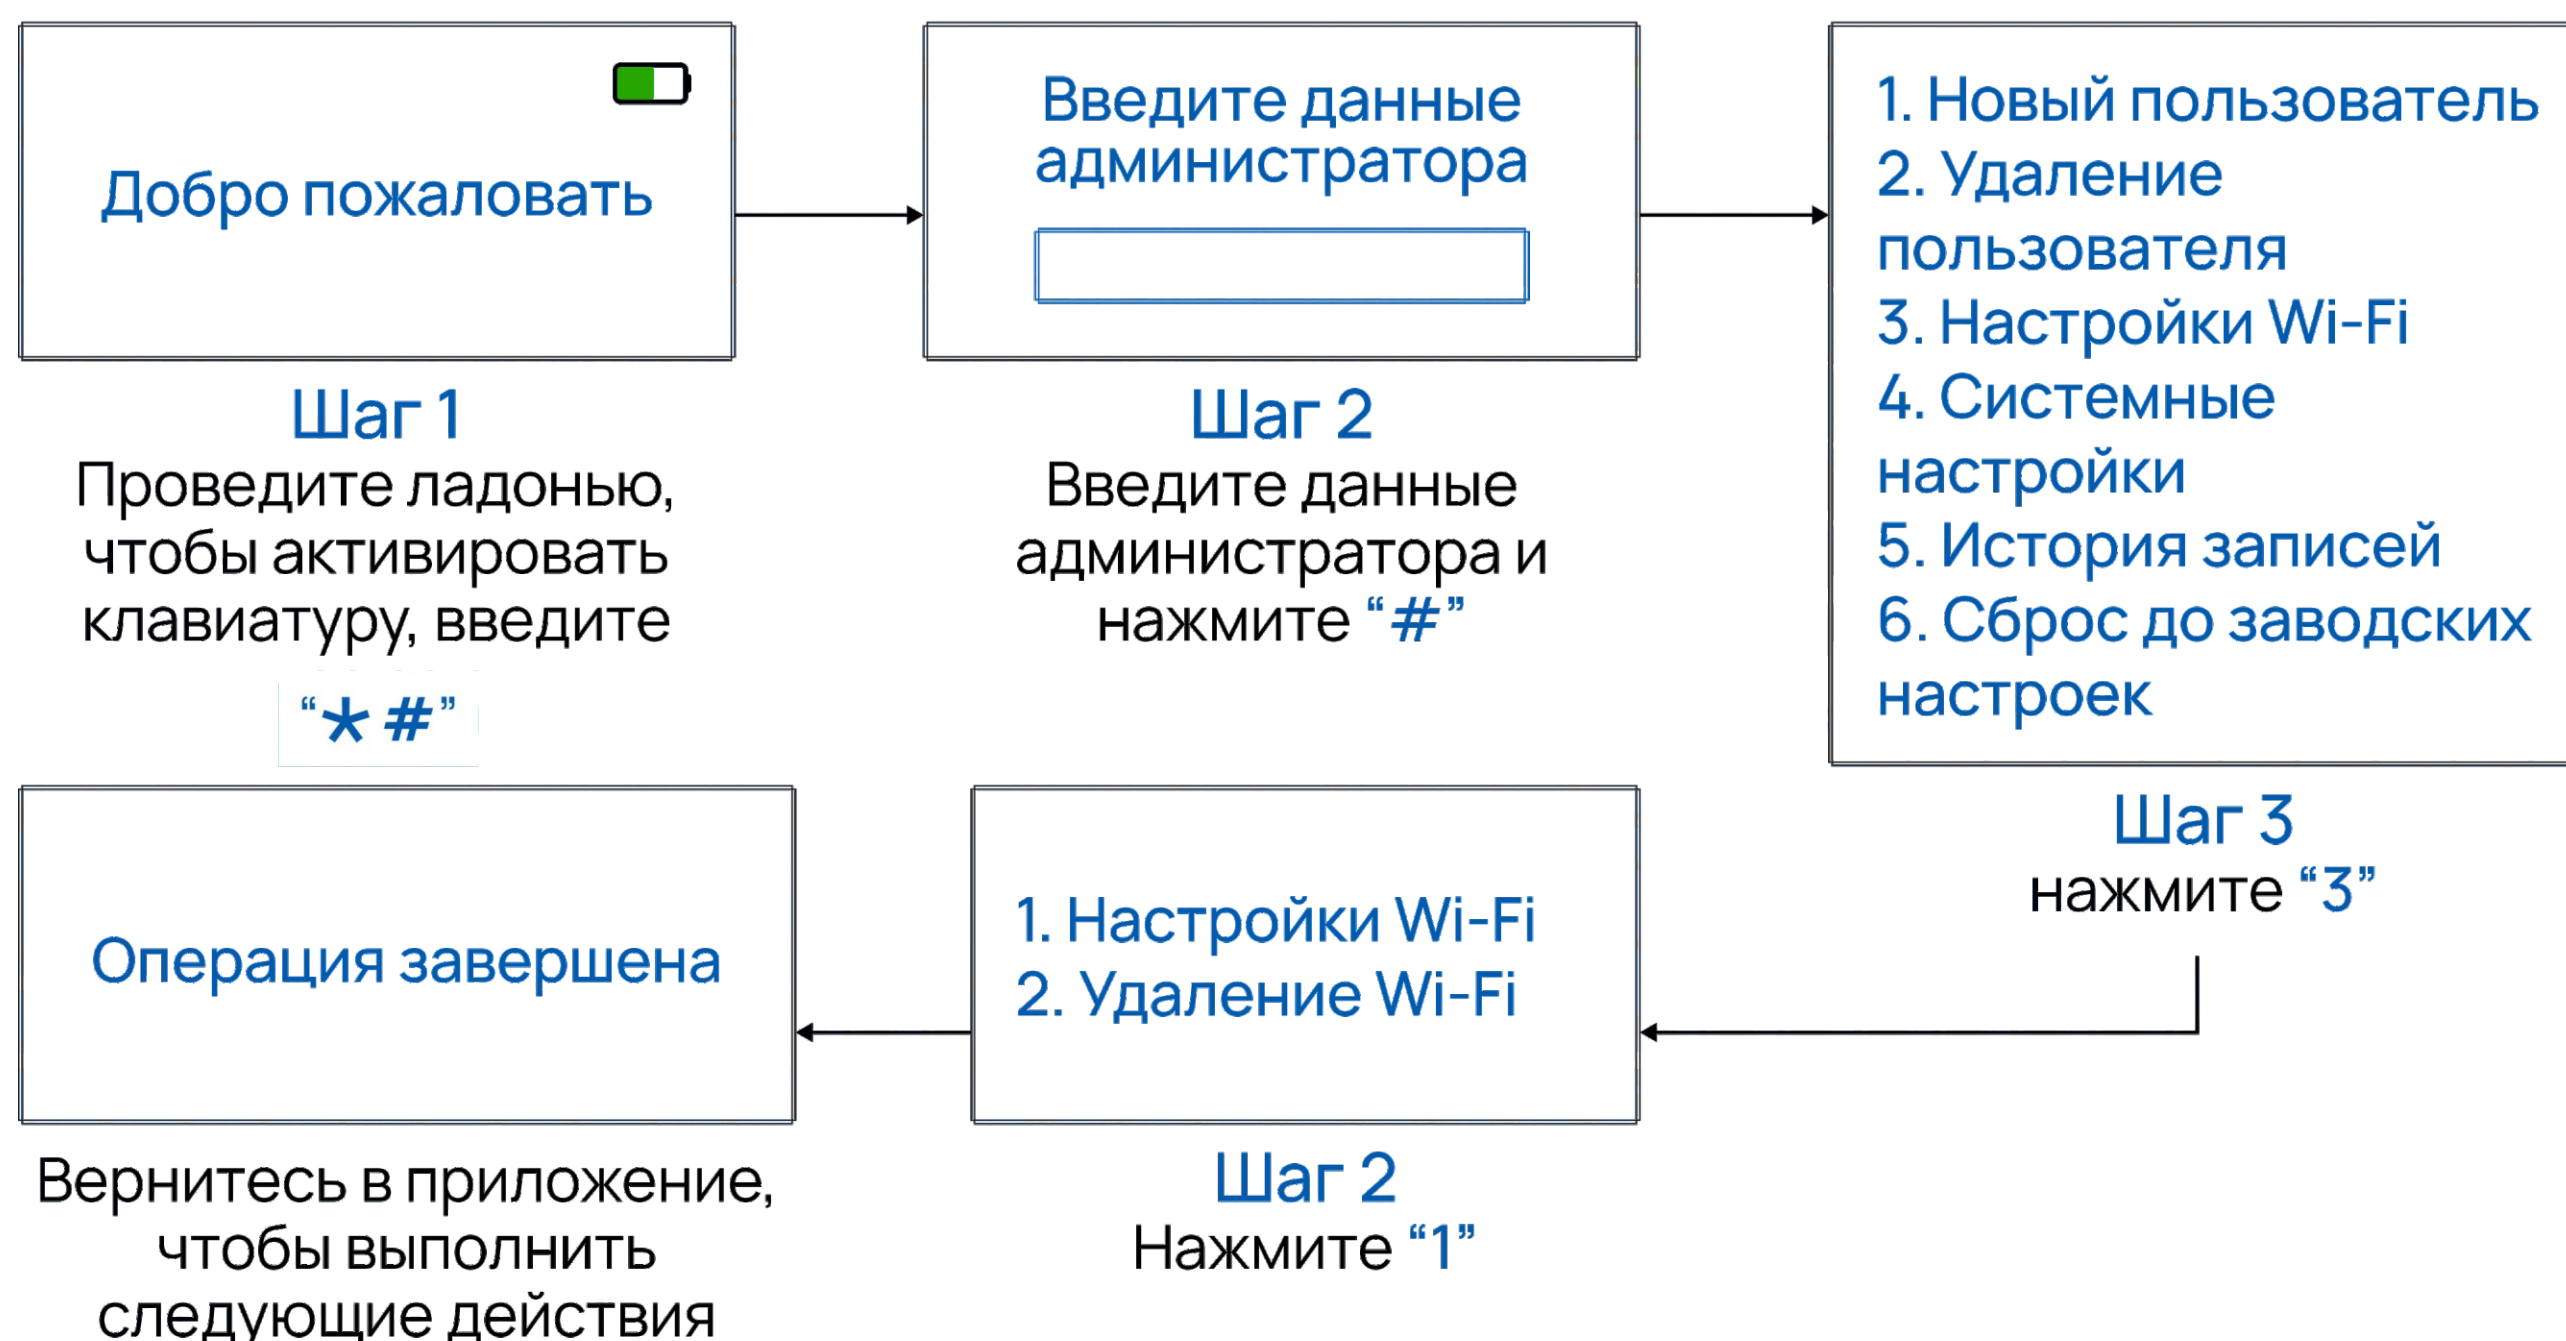 Добро пожаловать
Шаг 1
Проведите ладонью,
чтобы активировать
клавиатуру, введите
“* #”
Введите данные
администратора
Шаг 2
Введите данные
администратора и
нажмите “#”
1. Новый пользователь
2. Удаление
пользователя
3. Настройки Wi-Fi
4. Системные
настройки
5. История записей
6. Сброс до заводских
настроек
Шаг 3
нажмите “3”
1. Настройки Wi-Fi
2. Удаление Wi-Fi
Шаг 2
Нажмите “1”
Операция завершена
Вернитесь в приложение,
чтобы выполнить
следующие действия